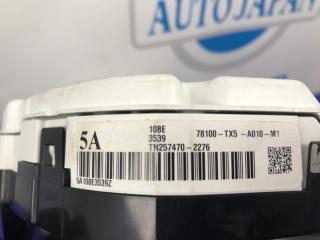 AUTOJAPAN
5A
108E
3539
TN257470-2276
78100-TX5 -A010-M1
5A108E3539Z